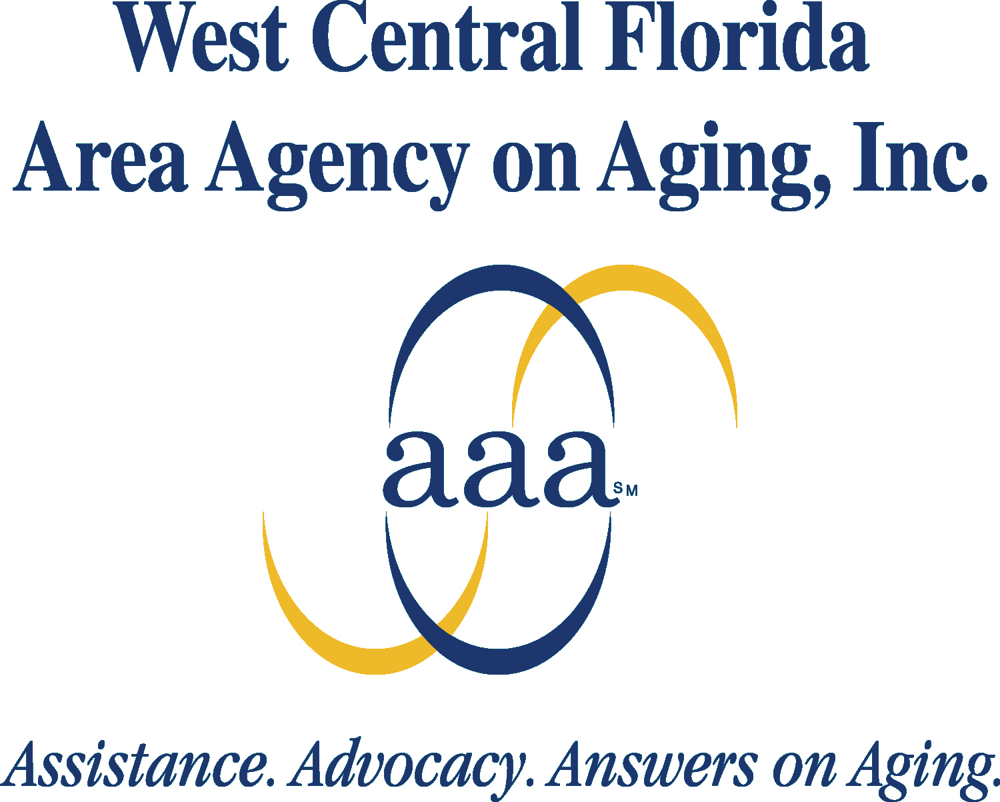 West Central Florida
Area Agency on Aging, Inc.
aaa SM
Assistance. Advocacy. Answers on Aging.